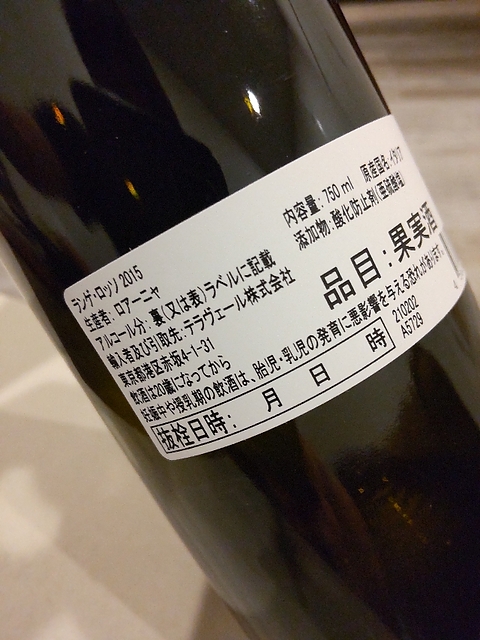 ランゲ・ロッソ 2015
生産者: ロアーニャ
アルコール分: 裏(又は表)ラベルに記載
内容量: 750 ml 原産国名: イタリア
添加物: 酸化防止剤(亜硫酸塩)
輸入者及び引取先: テラヴェール株式会社
東京都港区赤坂4-1-31
品目: 果実酒
飲酒は20歳になってから
妊娠中や授乳期の飲酒は、胎児・乳児の発育に悪影響を与える恐れがあります
抜栓日時: 月 日 時
210202
A5729